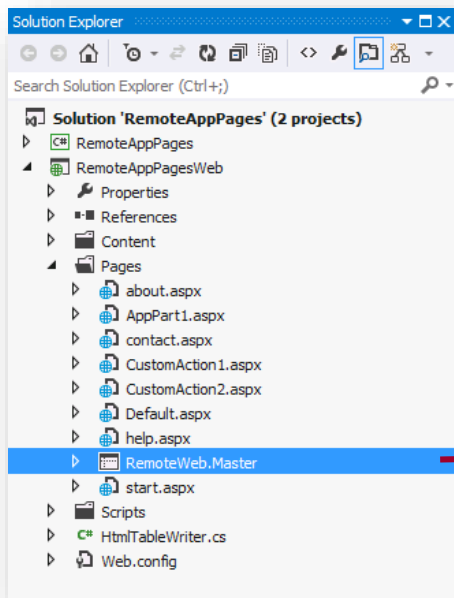 Solution Explorer
Search Solution Explorer (Ctrl+;)
Solution 'RemoteAppPages' (2 projects)
C# RemoteAppPages
RemoteAppPagesWeb
Properties
References
Content
Pages
about.aspx
AppPart1.aspx
contact.aspx
CustomAction1.aspx
CustomAction2.aspx
Default.aspx
help.aspx
RemoteWeb.Master
start.aspx
Scripts
C# HtmlTableWriter.cs
Web.config